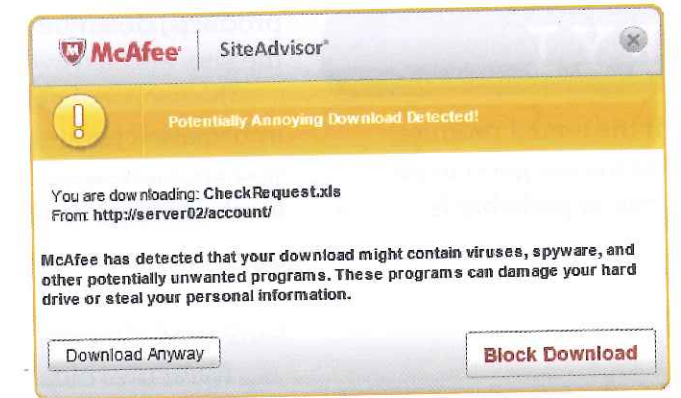 McAfee® SiteAdvisor®
Potentially Annoying Download Detected!
You are downloading: CheckRequest.xls
From: http://server02/account/
McAfee has detected that your download might contain viruses, spyware, and
other potentially unwanted programs. These programs can damage your hard
drive or steal your personal information.
Download Anyway
Block Download